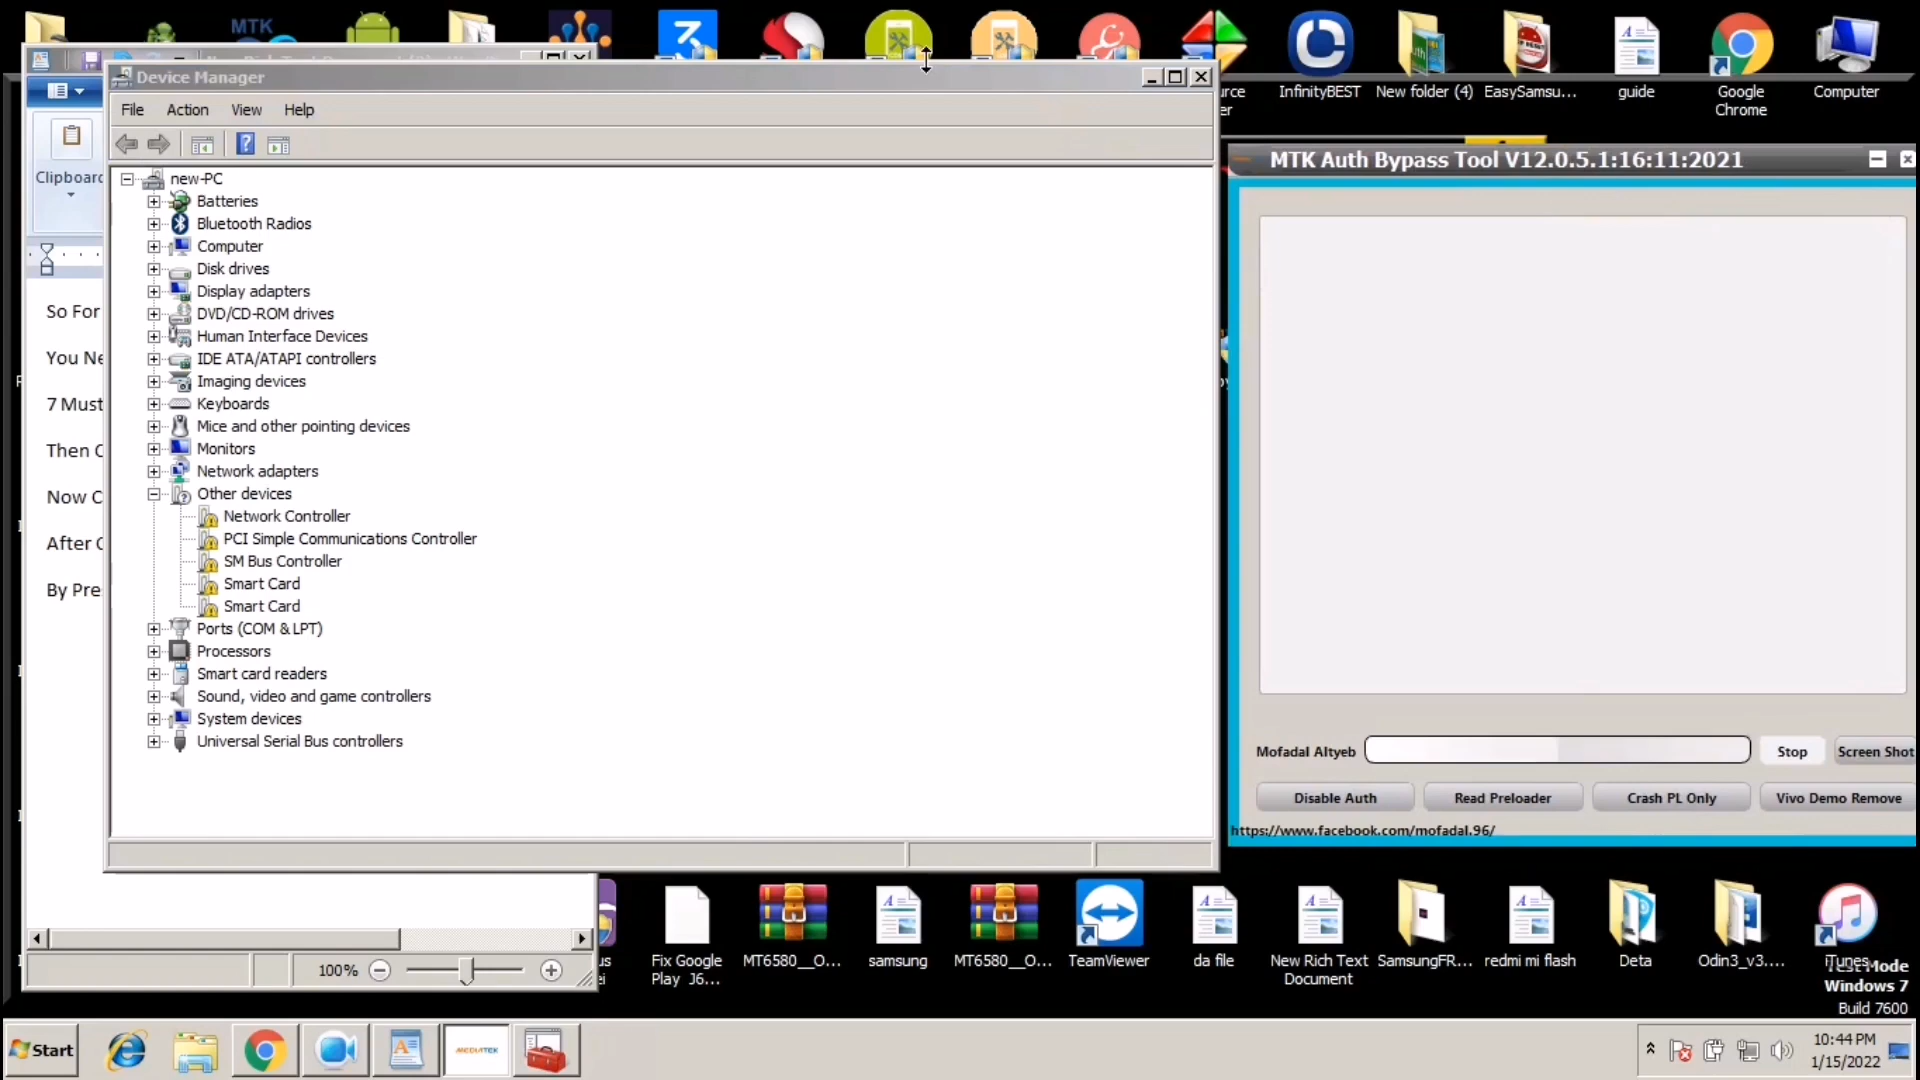 MTK
Device Manager
File Action View Help
new-PC
Batteries
Bluetooth Radios
Computer
Disk drives
Display adapters
DVD/CD-ROM drives
Human Interface Devices
IDE ATA/ATAPI controllers
Imaging devices
Keyboards
Mice and other pointing devices
Monitors
Network adapters
Other devices
Network Controller
PCI Simple Communications Controller
SM Bus Controller
Smart Card
Smart Card
Ports (COM & LPT)
Processors
Smart card readers
Sound, video and game controllers
System devices
Universal Serial Bus controllers
Clipboard
So For
You Ne
7 Must
Then
Now
After
By Pre
100%
InfinityBEST
New folder (4)
EasySamsu...
guide
Google
Chrome
Computer
MTK Auth Bypass Tool V12.0.5.1:16:11:2021
Mofadal Altyeb
Stop
Screen Shot
Disable Auth
Read Preloader
Crash PL Only
Vivo Demo Remove
https://www.facebook.com/mofadal.96/
Fix Google
Play J6...
MT6580__O...
samsung
MT6580__O...
TeamViewer
da file
New Rich Text
Document
SamsungFR...
redmi mi flash
Deta
Odin3_v3....
iTunes
Test Mode
Windows 7
Build 7600
Start
MEDIATEK
10:44 PM
1/15/2022